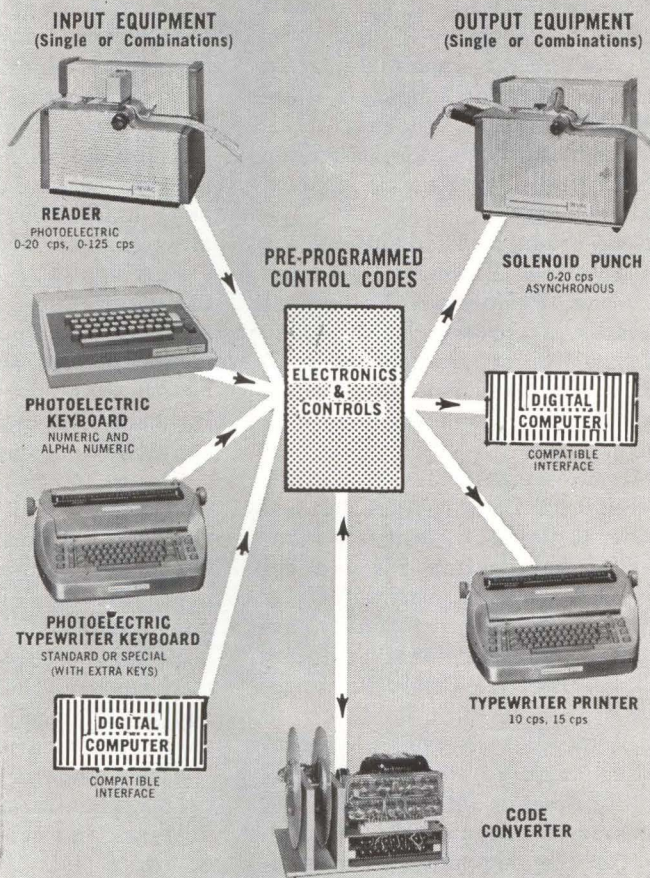 INPUT EQUIPMENT
(Single or Combinations)
OUTPUT EQUIPMENT
(Single or Combinations)
READER
PHOTOELECTRIC
0-20 cps, 0-125 cps
SOLENOID PUNCH
0-20 cps
ASYNCHRONOUS
PRE-PROGRAMMED
CONTROL CODES
ELECTRONICS
&
CONTROLS
PHOTOELECTRIC
KEYBOARD
NUMERIC AND
ALPHA NUMERIC
DIGITAL
COMPUTER
COMPATIBLE
INTERFACE
PHOTOELECTRIC
TYPEWRITER KEYBOARD
STANDARD OR SPECIAL
(WITH EXTRA KEYS)
TYPEWRITER PRINTER
10 cps, 15 cps
DIGITAL
COMPUTER
COMPATIBLE
INTERFACE
CODE
CONVERTER